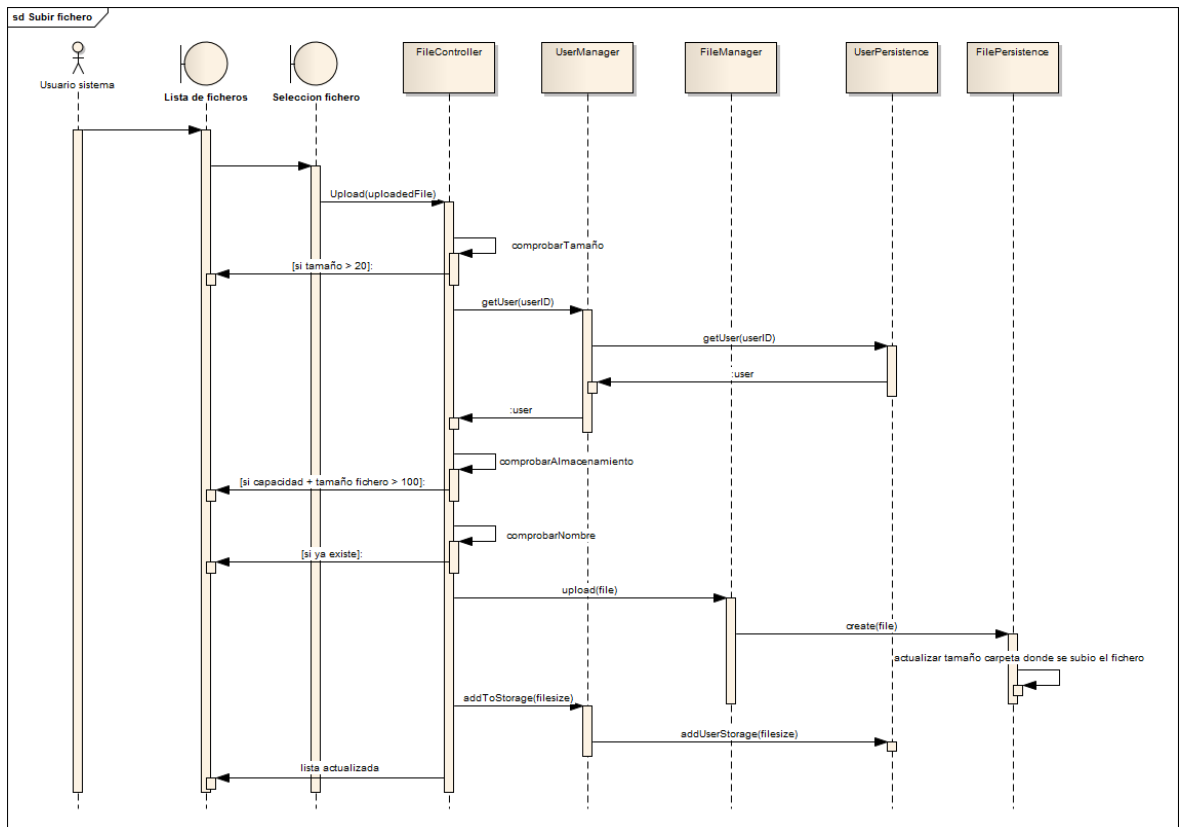 sd Subir fichero
Usuario sistema
Lista de ficheros
Seleccion fichero
FileController
UserManager
FileManager
UserPersistence
FilePersistence
Upload(uploadedFile)
comprobarTamaño
[si tamaño > 20]:
getUser(userID)
getUser(userID)
:user
:user
comprobarAlmacenamiento
[si capacidad + tamaño fichero > 100]:
comprobarNombre
[si ya existe]:
upload(file)
create(file)
actualizar tamaño carpeta donde se subio el fichero
addToStorage(filesize)
addUserStorage(filesize)
lista actualizada